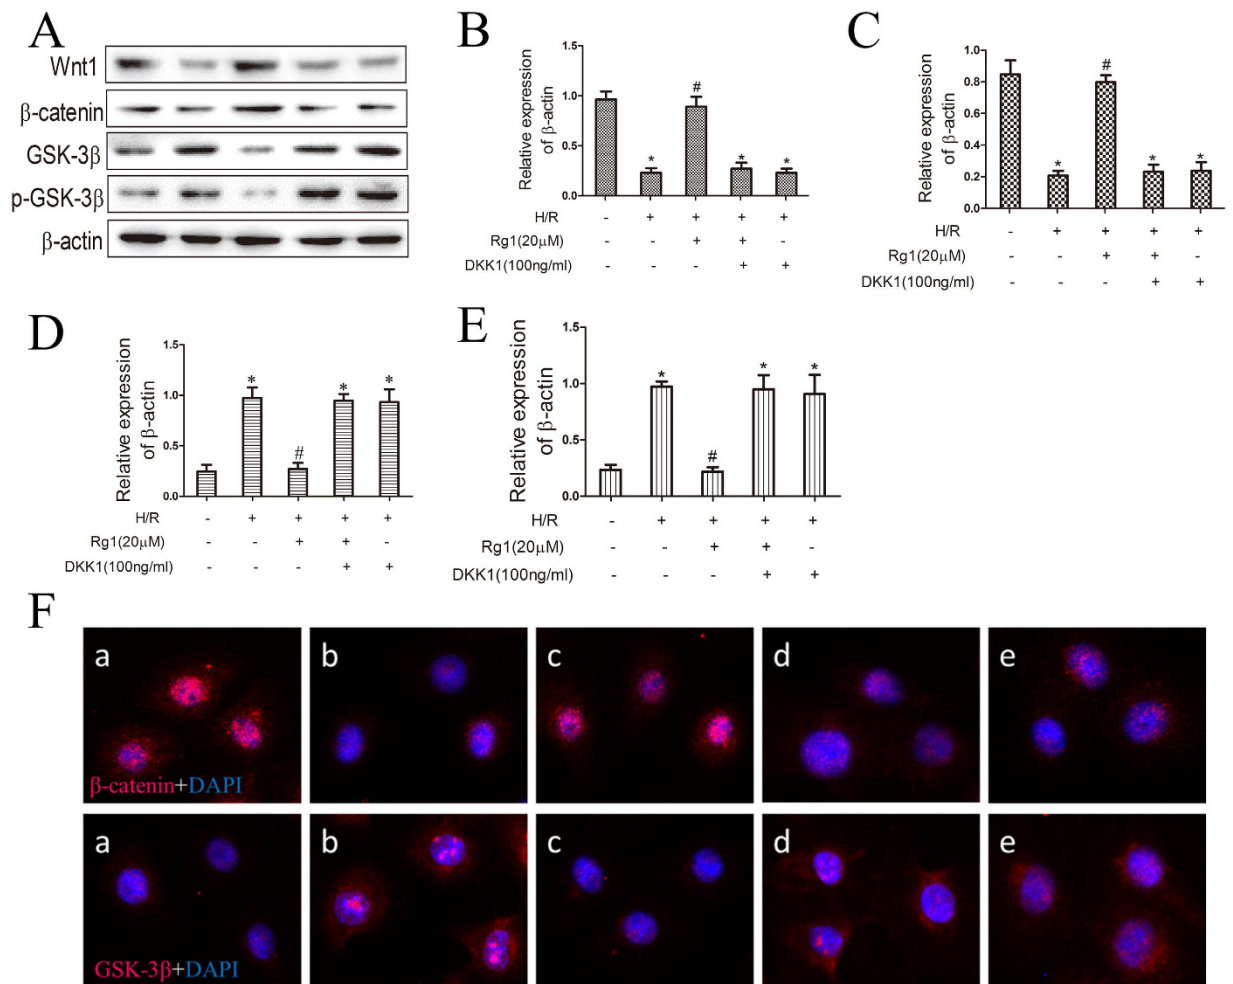 A
Wnt1
β-catenin
GSK-3β
p-GSK-3β
β-actin
B
Relative expression
of β-actin
1.5
1.0
0.5
0.0
*
#
*
*
H/R - + + + +
Rg1(20μM) - - + + -
DKK1(100ng/ml) - - - + +
C
Relative expression
of β-actin
1.0
0.8
0.6
0.4
0.2
0.0
*
#
*
*
H/R - + + + +
Rg1(20μM) - - + + -
DKK1(100ng/ml) - - - + +
D
Relative expression
of β-actin
1.5
1.0
0.5
0.0
*
#
*
*
H/R - + + + +
Rg1(20μM) - - + + -
DKK1(100ng/ml) - - - + +
E
Relative expression
of β-actin
1.5
1.0
0.5
0.0
*
#
*
*
H/R - + + + +
Rg1(20μM) - - + + -
DKK1(100ng/ml) - - - + +
F
a
b
c
d
e
β-catenin+DAPI
a
b
c
d
e
GSK-3β+DAPI